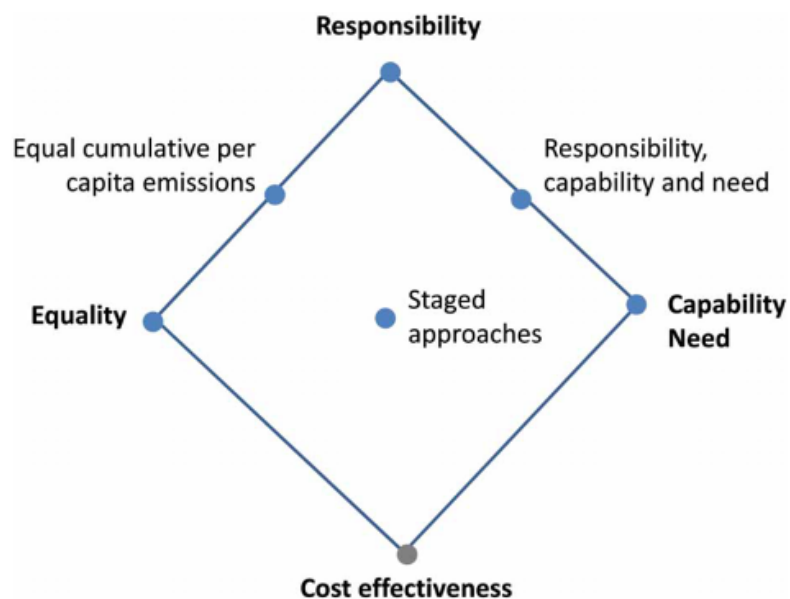 Responsibility
Equal cumulative per
capita emissions
Responsibility,
capability and need
Equality
Staged
approaches
Capability
Need
Cost effectiveness